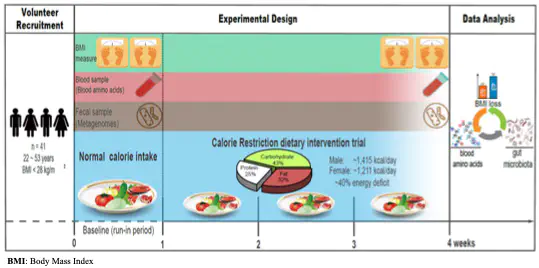 Volunteer
Recruitment
Experimental Design
Data Analysis
BMI
measure
Blood sample
(Blood amino acids)
Fecal sample
(Metagenomes)
n = 41
22 ~ 53 years
BMI < 28 kg/m
2
Normal calorie intake
Calorie Restriction dietary intervention trial
Carbohydrate
43%
Protein
25%
Fat
32%
Male: ~1,415 kcal/day
Female: ~1,211 kcal/day
~40% energy deficit
BMI loss
blood
amino acids
gut
microbiota
Baseline (run-in period)
0
1
2
3
4 weeks
BMI: Body Mass Index